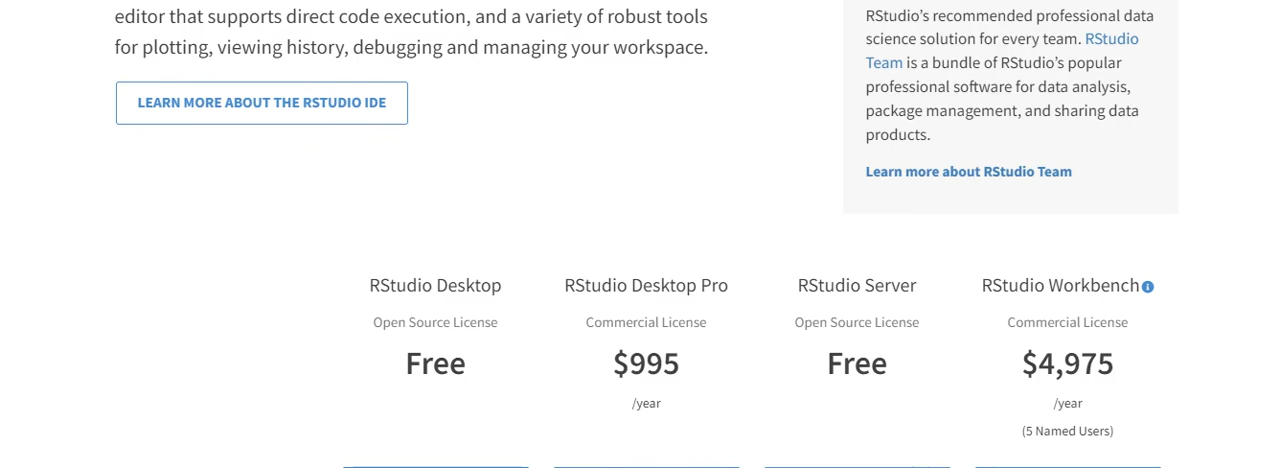 editor that supports direct code execution, and a variety of robust tools
for plotting, viewing history, debugging and managing your workspace.
LEARN MORE ABOUT THE RSTUDIO IDE
RStudio’s recommended professional data
science solution for every team. RStudio
Team is a bundle of RStudio’s popular
professional software for data analysis,
package management, and sharing data
products.
Learn more about RStudio Team
RStudio Desktop
Open Source License
Free
RStudio Desktop Pro
Commercial License
$995
/year
RStudio Server
Open Source License
Free
RStudio Workbench
Commercial License
$4,975
/year
(5 Named Users)